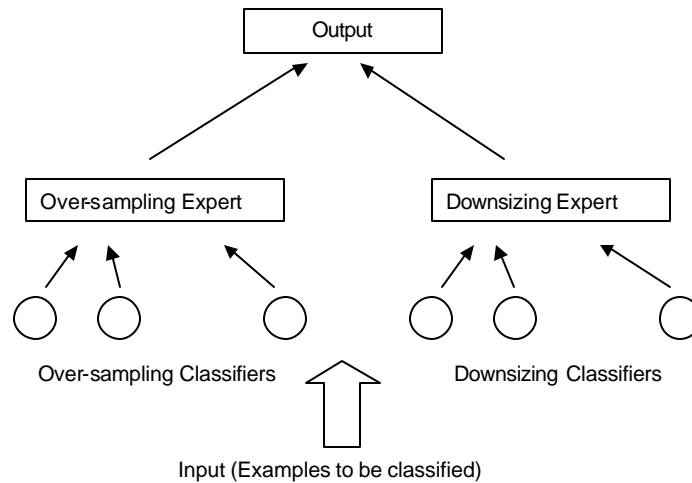 Output
Over-sampling Expert
Downsizing Expert
Over-sampling Classifiers
Downsizing Classifiers
Input (Examples to be classified)